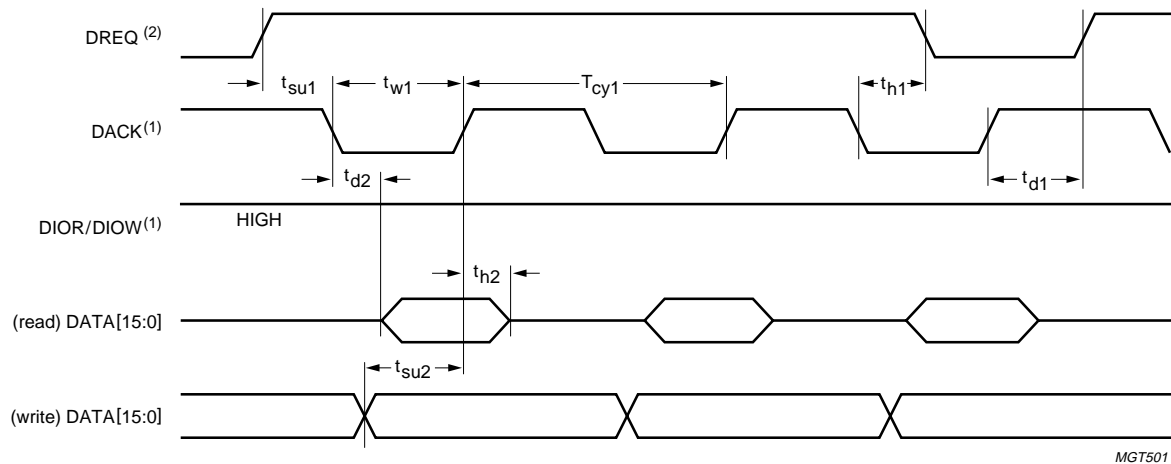 DREQ (2)
tsu1 tw1 Tcy1 th1
DACK(1)
td2 td1
DIOR/DIOW(1) HIGH
th2
(read) DATA[15:0]
tsu2
(write) DATA[15:0]
MGT501